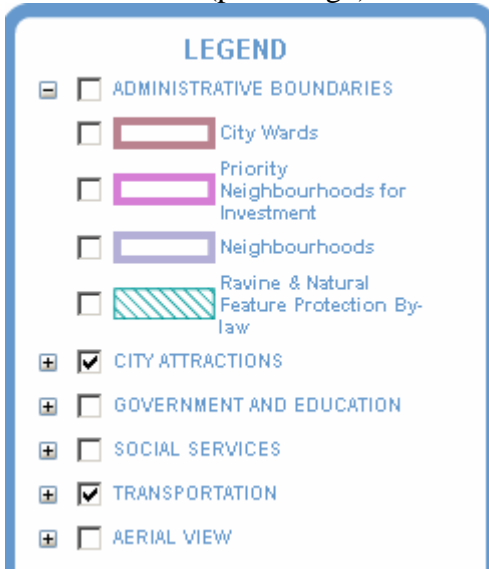 LEGEND
ADMINISTRATIVE BOUNDARIES
City Wards
Priority
Neighbourhoods for
Investment
Neighbourhoods
Ravine & Natural
Feature Protection By-
law
CITY ATTRACTIONS
GOVERNMENT AND EDUCATION
SOCIAL SERVICES
TRANSPORTATION
AERIAL VIEW